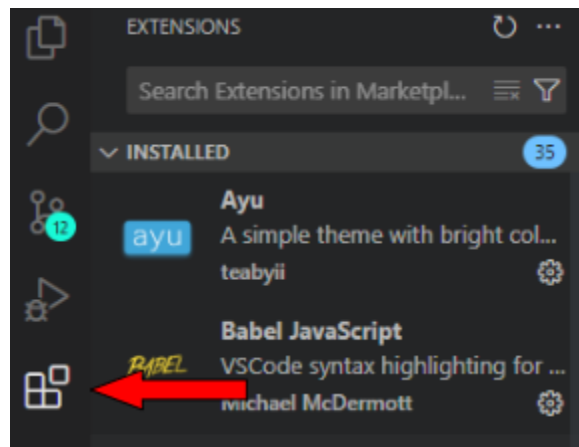 EXTENSIONS
Search Extensions in Marketpl...
INSTALLED
35
12
ayu
Ayu
A simple theme with bright col...
teabyii
BABEL
Babel JavaScript
VSCode syntax highlighting for ...
Michael McDermott